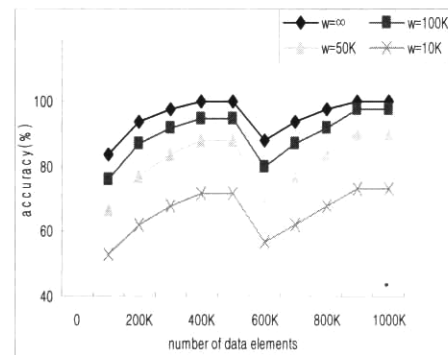 w=∞ w=100K
w=50K w=10K
100
80
60
40
accuracy(%)
0 200K 400K 600K 800K 1000K
number of data elements